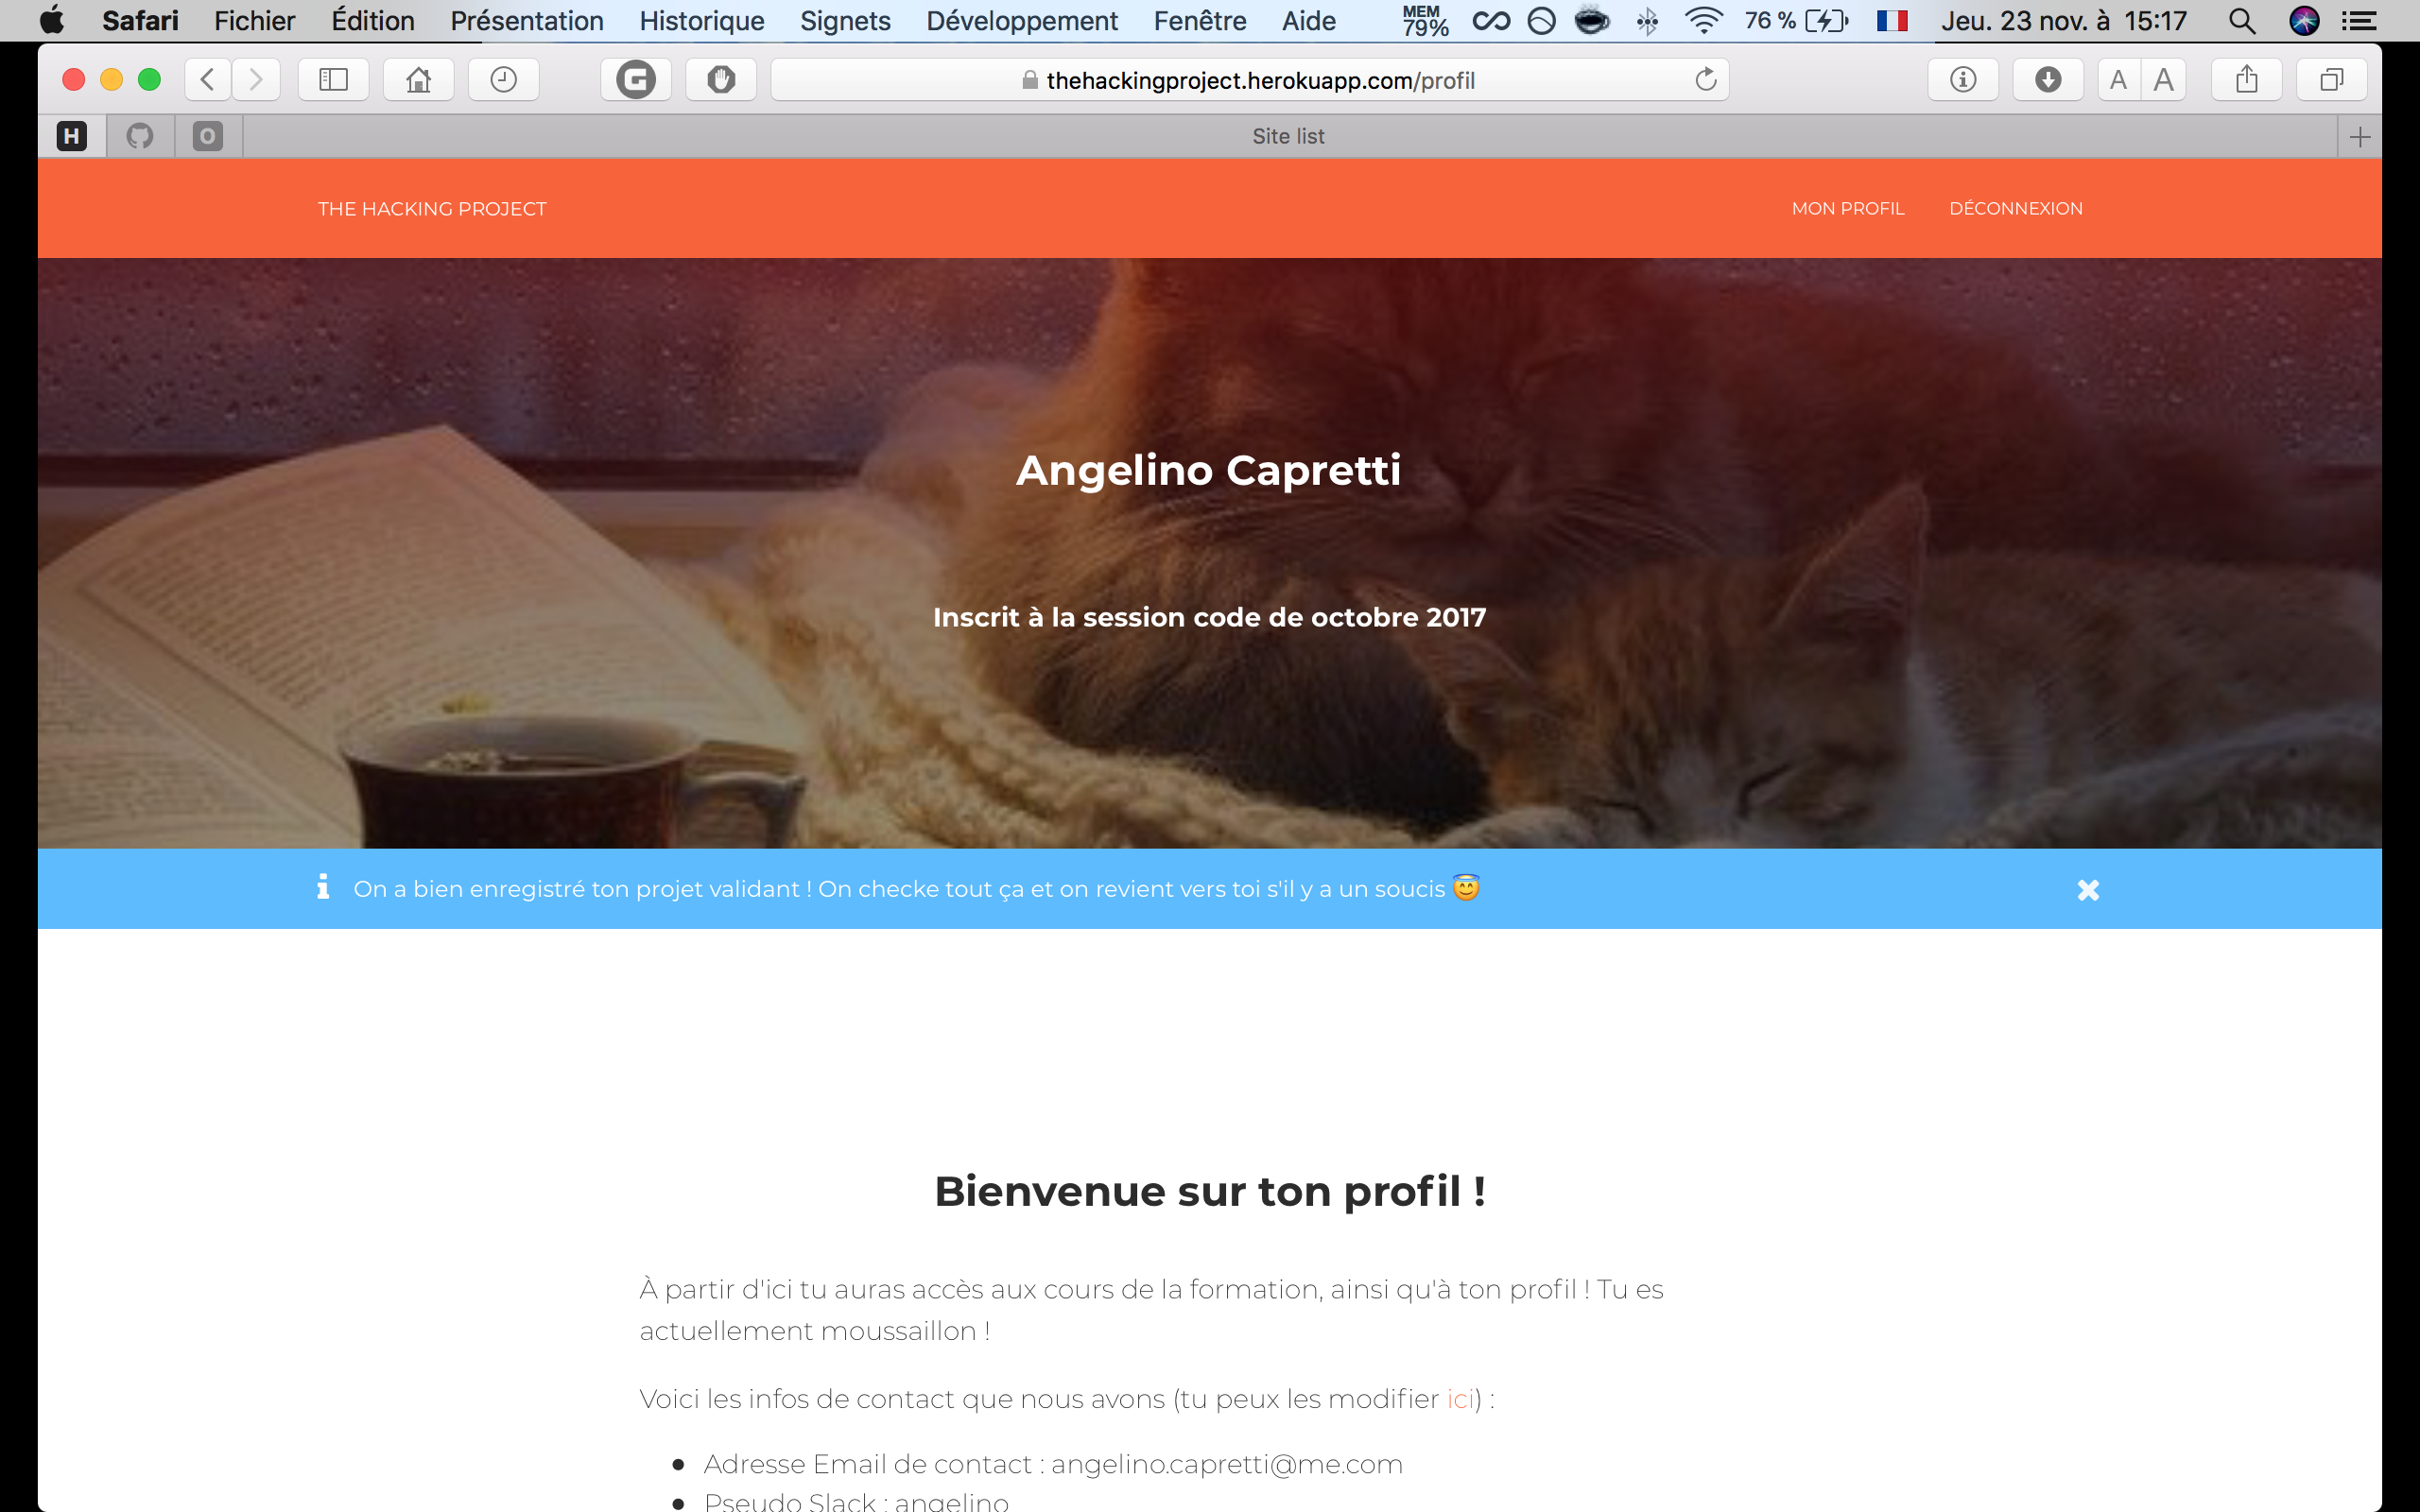 Safari Fichier Édition Présentation Historique Signets Développement Fenêtre Aide MEM 79% 76 % Jeu. 23 nov. à 15:17
G thehackingproject.herokuapp.com/profil A A
H O Site list
THE HACKING PROJECT MON PROFIL DÉCONNEXION
Angelino Capretti
Inscrit à la session code de octobre 2017
On a bien enregistré ton projet validant ! On checke tout ça et on revient vers toi s'il y a un soucis 😇
Bienvenue sur ton profil !
À partir d'ici tu auras accès aux cours de la formation, ainsi qu'à ton profil ! Tu es
actuellement moussaillon !
Voici les infos de contact que nous avons (tu peux les modifier ici) :
Adresse Email de contact : angelino.capretti@me.com
Pseudo Slack : angelino